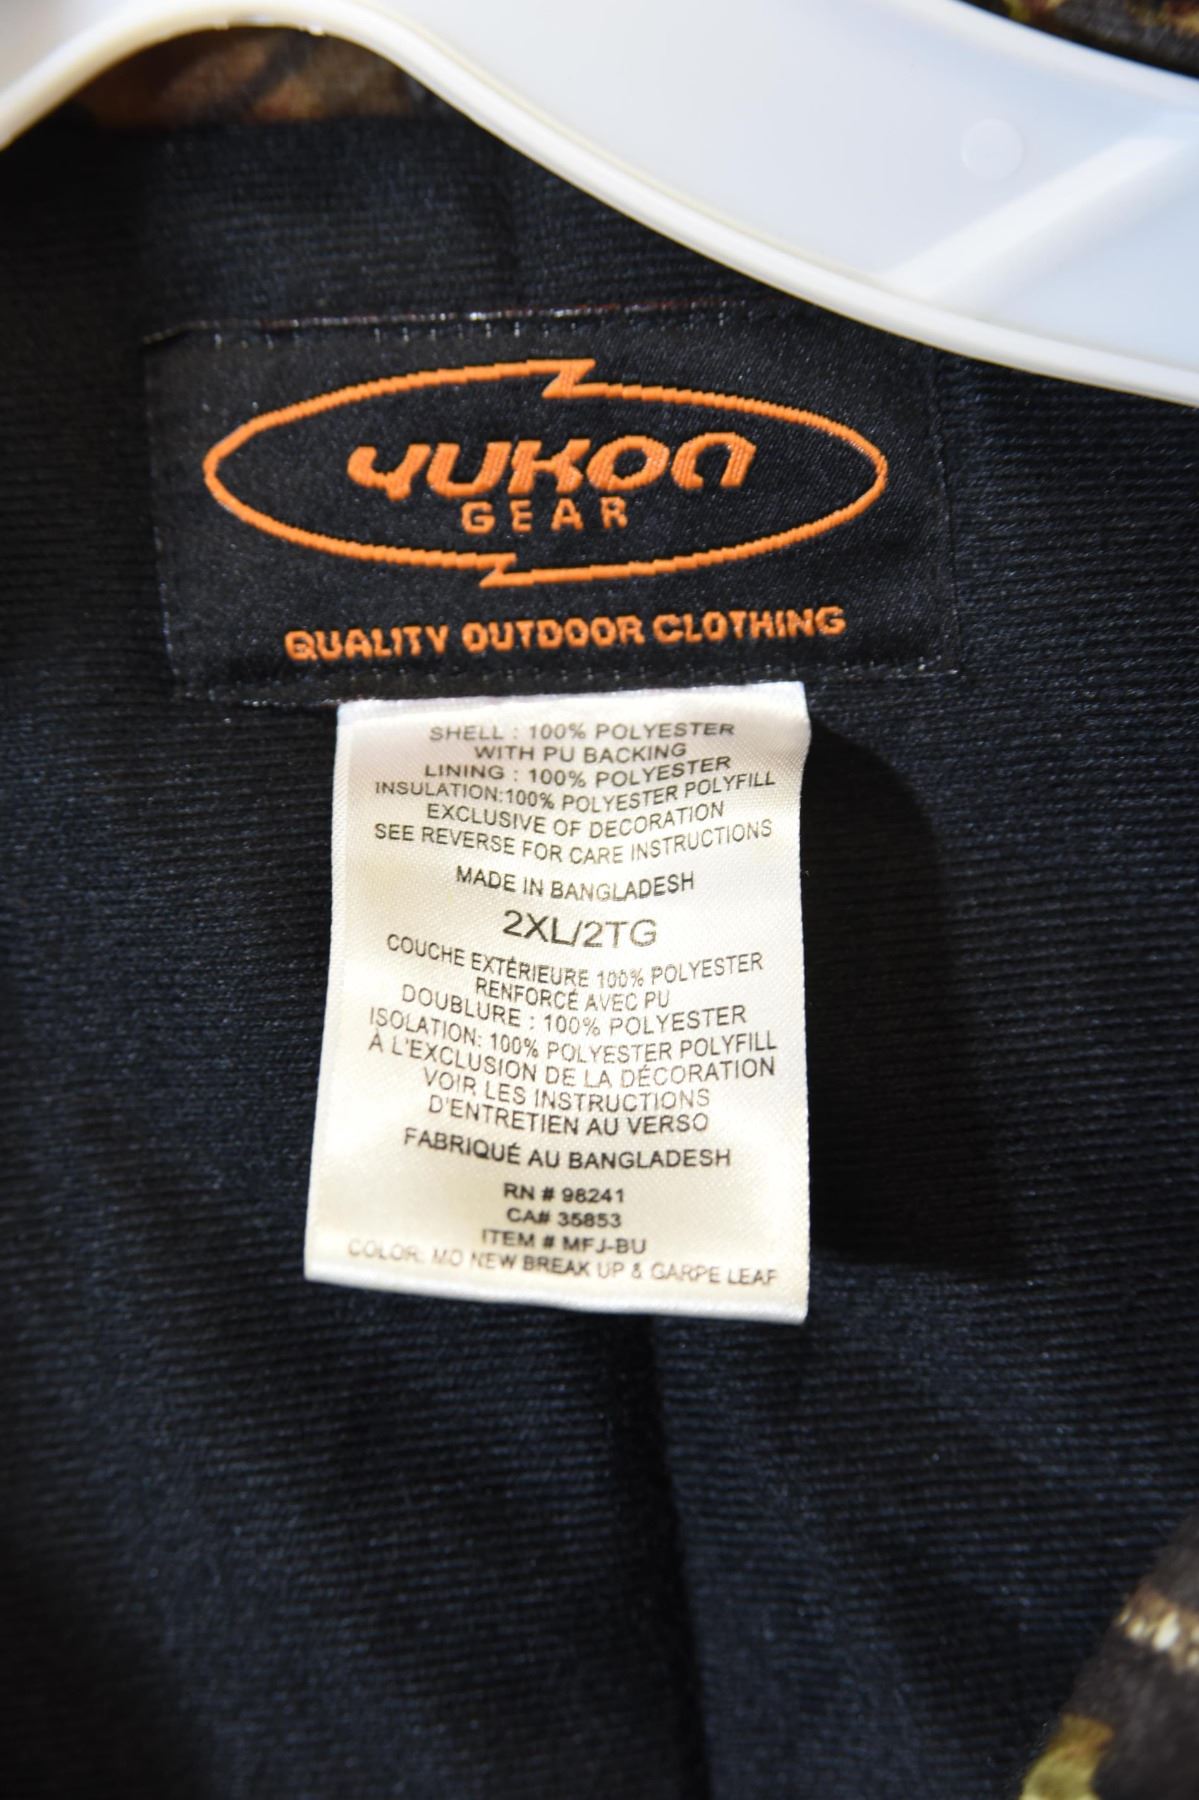 YUKON
GEAR
QUALITY OUTDOOR CLOTHING
SHELL : 100% POLYESTER
WITH PU BACKING
LINING : 100% POLYESTER
INSULATION:100% POLYESTER POLYFILL
EXCLUSIVE OF DECORATION
SEE REVERSE FOR CARE INSTRUCTIONS
MADE IN BANGLADESH
2XL/2TG
COUCHE EXTÉRIEURE 100% POLYESTER
RENFORCÉ AVEC PU
DOUBLURE : 100% POLYESTER
ISOLATION: 100% POLYESTER POLYFILL
À L'EXCLUSION DE LA DÉCORATION
VOIR LES INSTRUCTIONS
D'ENTRETIEN AU VERSO
FABRIQUÉ AU BANGLADESH
RN # 98241
CA# 35853
ITEM # MFJ-BU
COLOR: MO NEW BREAK UP & GARPE LEAF